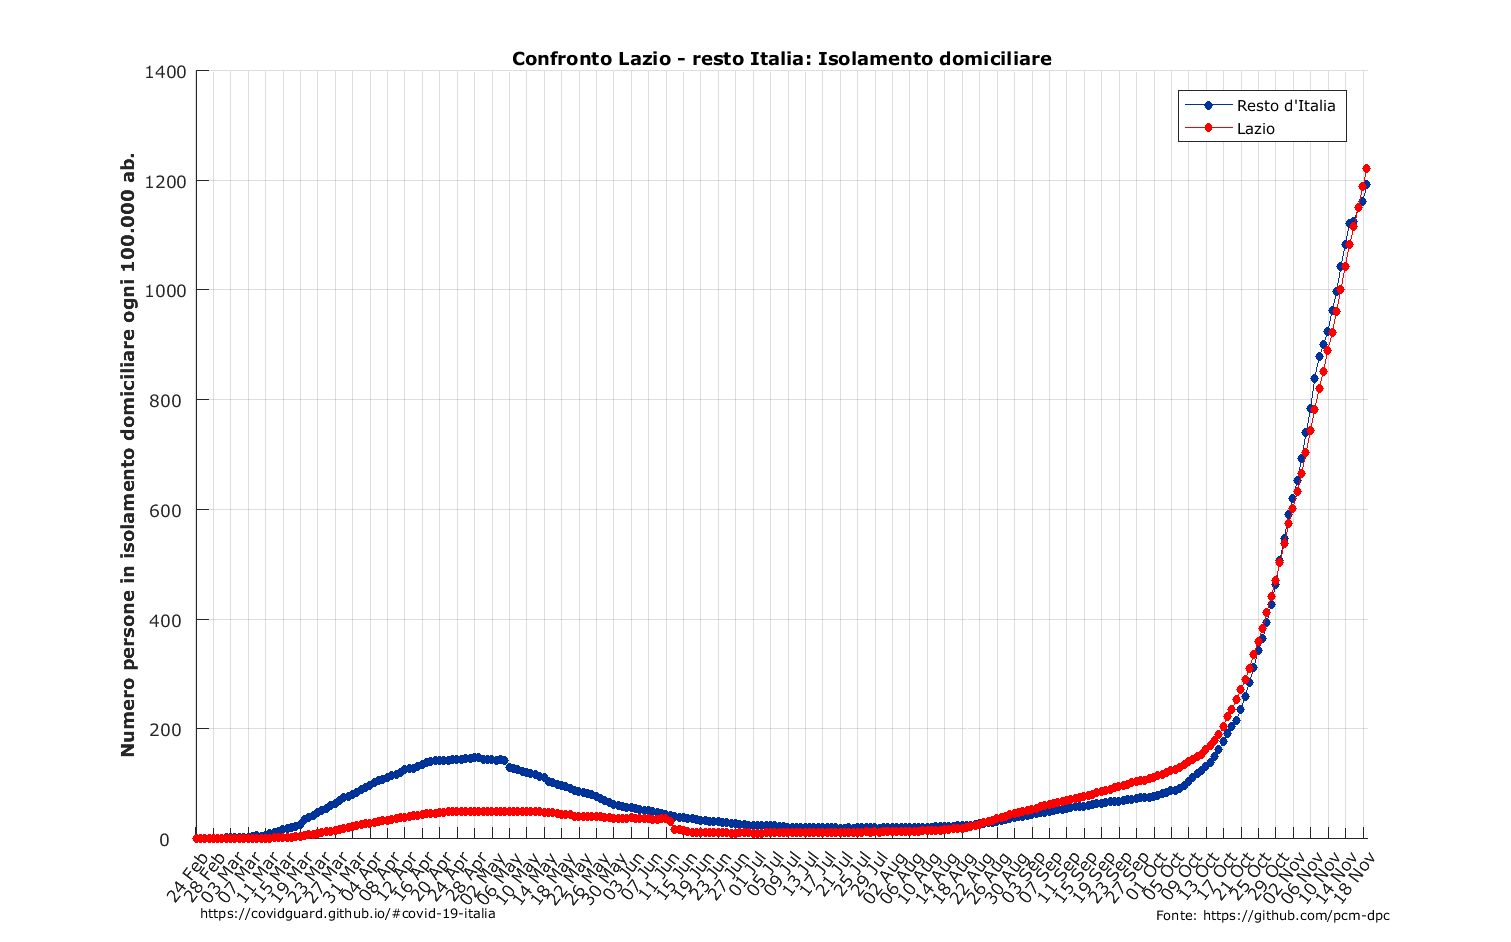 Confronto Lazio - resto Italia: Isolamento domiciliare
Numero persone in isolamento domiciliare ogni 100.000 ab.
1400
1200
1000
800
600
400
200
0
Resto d'Italia
Lazio
24 Feb
28 Feb
03 Mar
07 Mar
11 Mar
15 Mar
19 Mar
23 Mar
27 Mar
31 Mar
04 Apr
08 Apr
12 Apr
16 Apr
20 Apr
24 Apr
28 Apr
02 May
06 May
10 May
14 May
18 May
22 May
26 May
30 May
03 Jun
07 Jun
11 Jun
15 Jun
19 Jun
23 Jun
27 Jun
01 Jul
05 Jul
09 Jul
13 Jul
17 Jul
21 Jul
25 Jul
29 Jul
02 Aug
06 Aug
10 Aug
14 Aug
18 Aug
22 Aug
26 Aug
30 Aug
03 Sep
07 Sep
11 Sep
15 Sep
19 Sep
23 Sep
27 Sep
01 Oct
05 Oct
09 Oct
13 Oct
17 Oct
21 Oct
25 Oct
29 Oct
02 Nov
06 Nov
10 Nov
14 Nov
18 Nov
https://covidguard.github.io/#covid-19-italia
Fonte: https://github.com/pcm-dpc